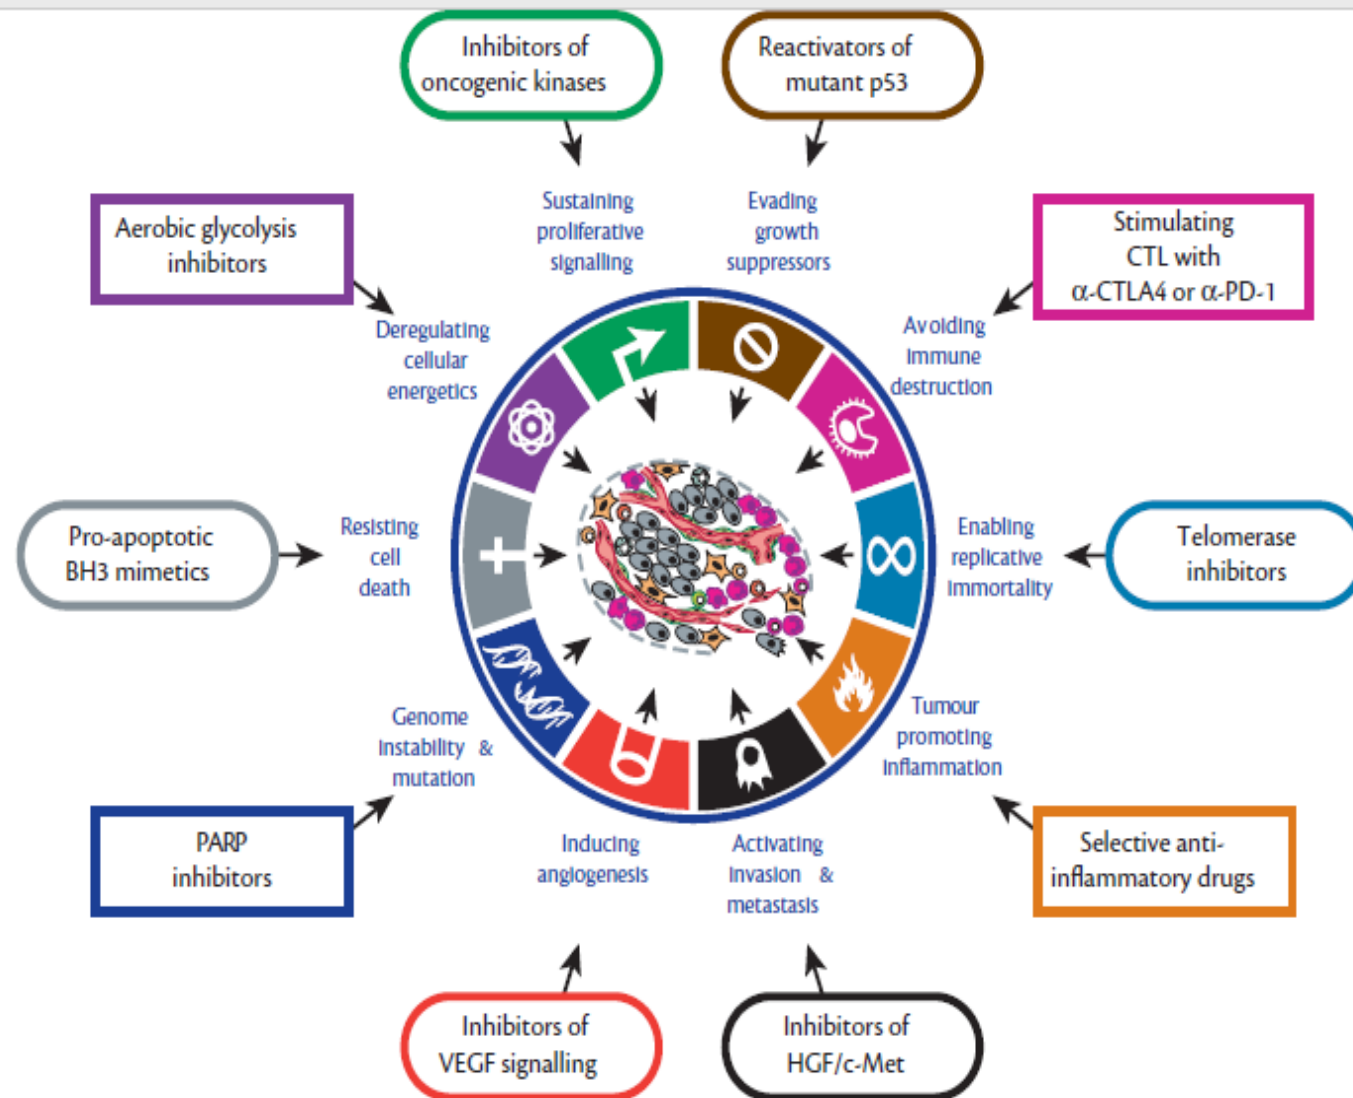 Inhibitors of
oncogenic kinases
Reactivators of
mutant p53
Sustaining
proliferative
signalling
Evading
growth
suppressors
Aerobic glycolysis
inhibitors
Stimulating
CTL with
α-CTLA4 or α-PD-1
Deregulating
cellular
energetics
Avoiding
immune
destruction
Pro-apoptotic
BH3 mimetics
Resisting
cell
death
Enabling
replicative
immortality
Telomerase
inhibitors
Genome
instability &
mutation
Tumour
promoting
inflammation
PARP
inhibitors
Inducing
angiogenesis
Activating
invasion &
metastasis
Selective anti-
inflammatory drugs
Inhibitors of
VEGF signalling
Inhibitors of
HGF/c-Met